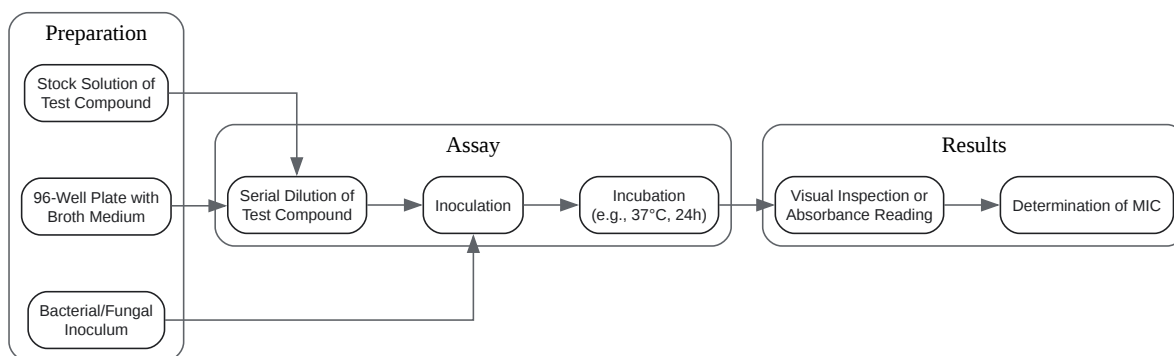 Preparation
Stock Solution of
Test Compound
96-Well Plate with
Broth Medium
Bacterial/Fungal
Inoculum
Assay
Serial Dilution of
Test Compound
Inoculation
Incubation
(e.g., 37°C, 24h)
Results
Visual Inspection or
Absorbance Reading
Determination of MIC